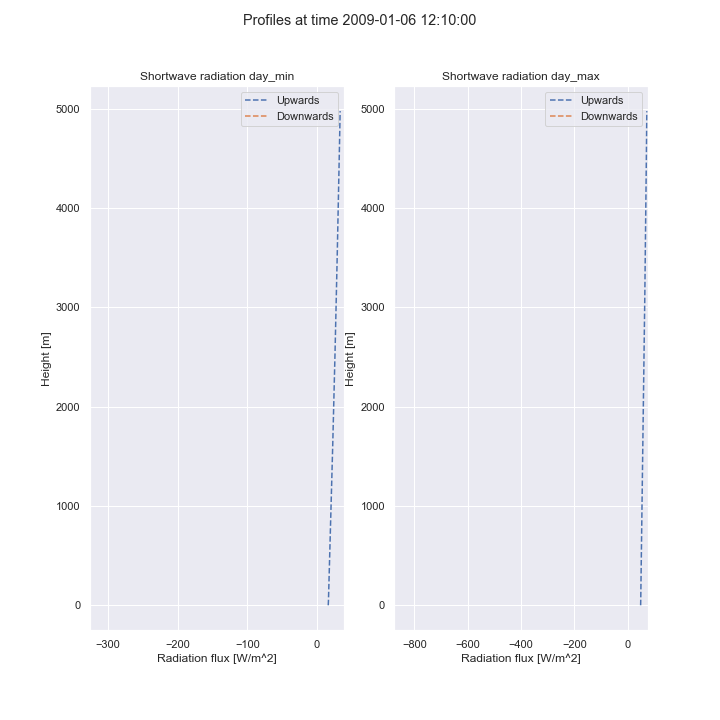 Profiles at time 2009-01-06 12:10:00
Shortwave radiation day_min
Upwards
Downwards
5000
4000
3000
2000
1000
0
Height [m]
−300 −200 −100 0
Radiation flux [W/m^2]
Shortwave radiation day_max
Upwards
Downwards
5000
4000
3000
2000
1000
0
Height [m]
−800 −600 −400 −200 0
Radiation flux [W/m^2]